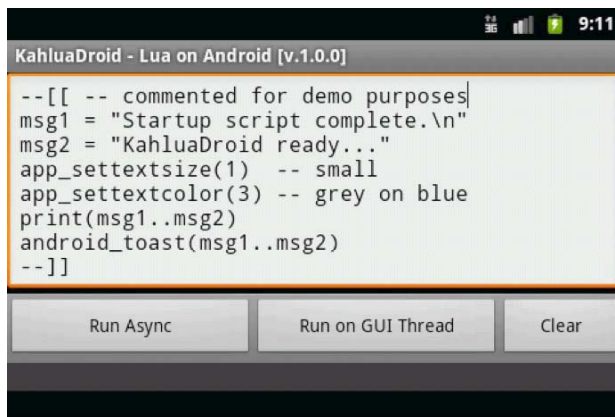 3G 9:11
KahluaDroid - Lua on Android [v.1.0.0]
--[[ -- commented for demo purposes
msg1 = "Startup script complete.\n"
msg2 = "KahluaDroid ready..."
app_settextsize(1)  -- small
app_settextcolor(3) -- grey on blue
print(msg1..msg2)
android_toast(msg1..msg2)
--]]
Run Async Run on GUI Thread Clear